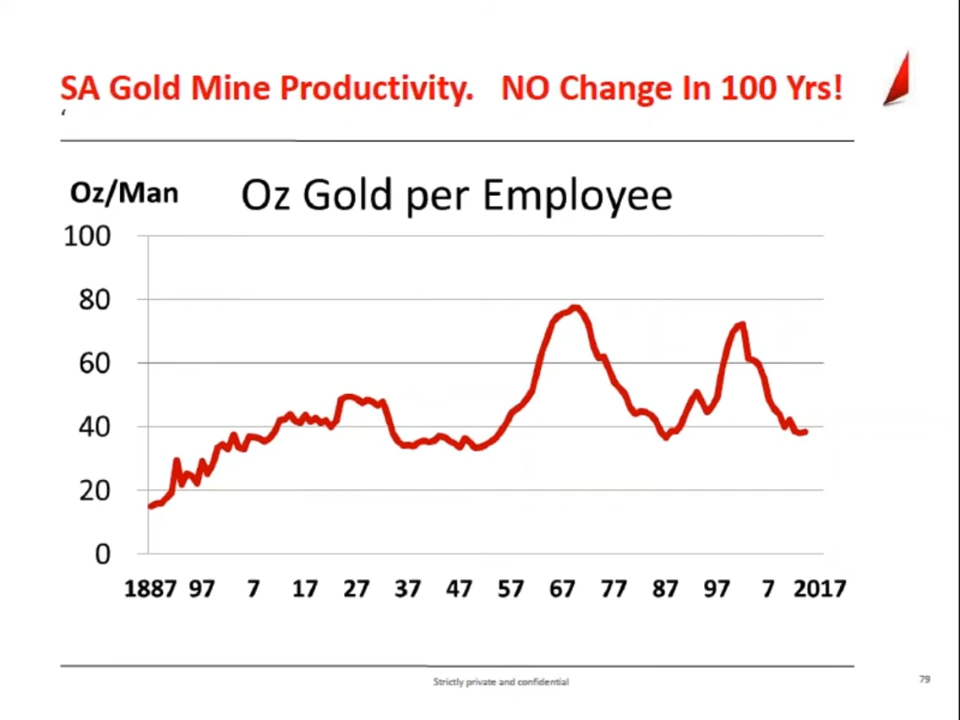 SA Gold Mine Productivity. NO Change In 100 Yrs!
‘
Oz/Man
Oz Gold per Employee
100
80
60
40
20
0
1887 97 7 17 27 37 47 57 67 77 87 97 7 2017
Strictly private and confidential
79